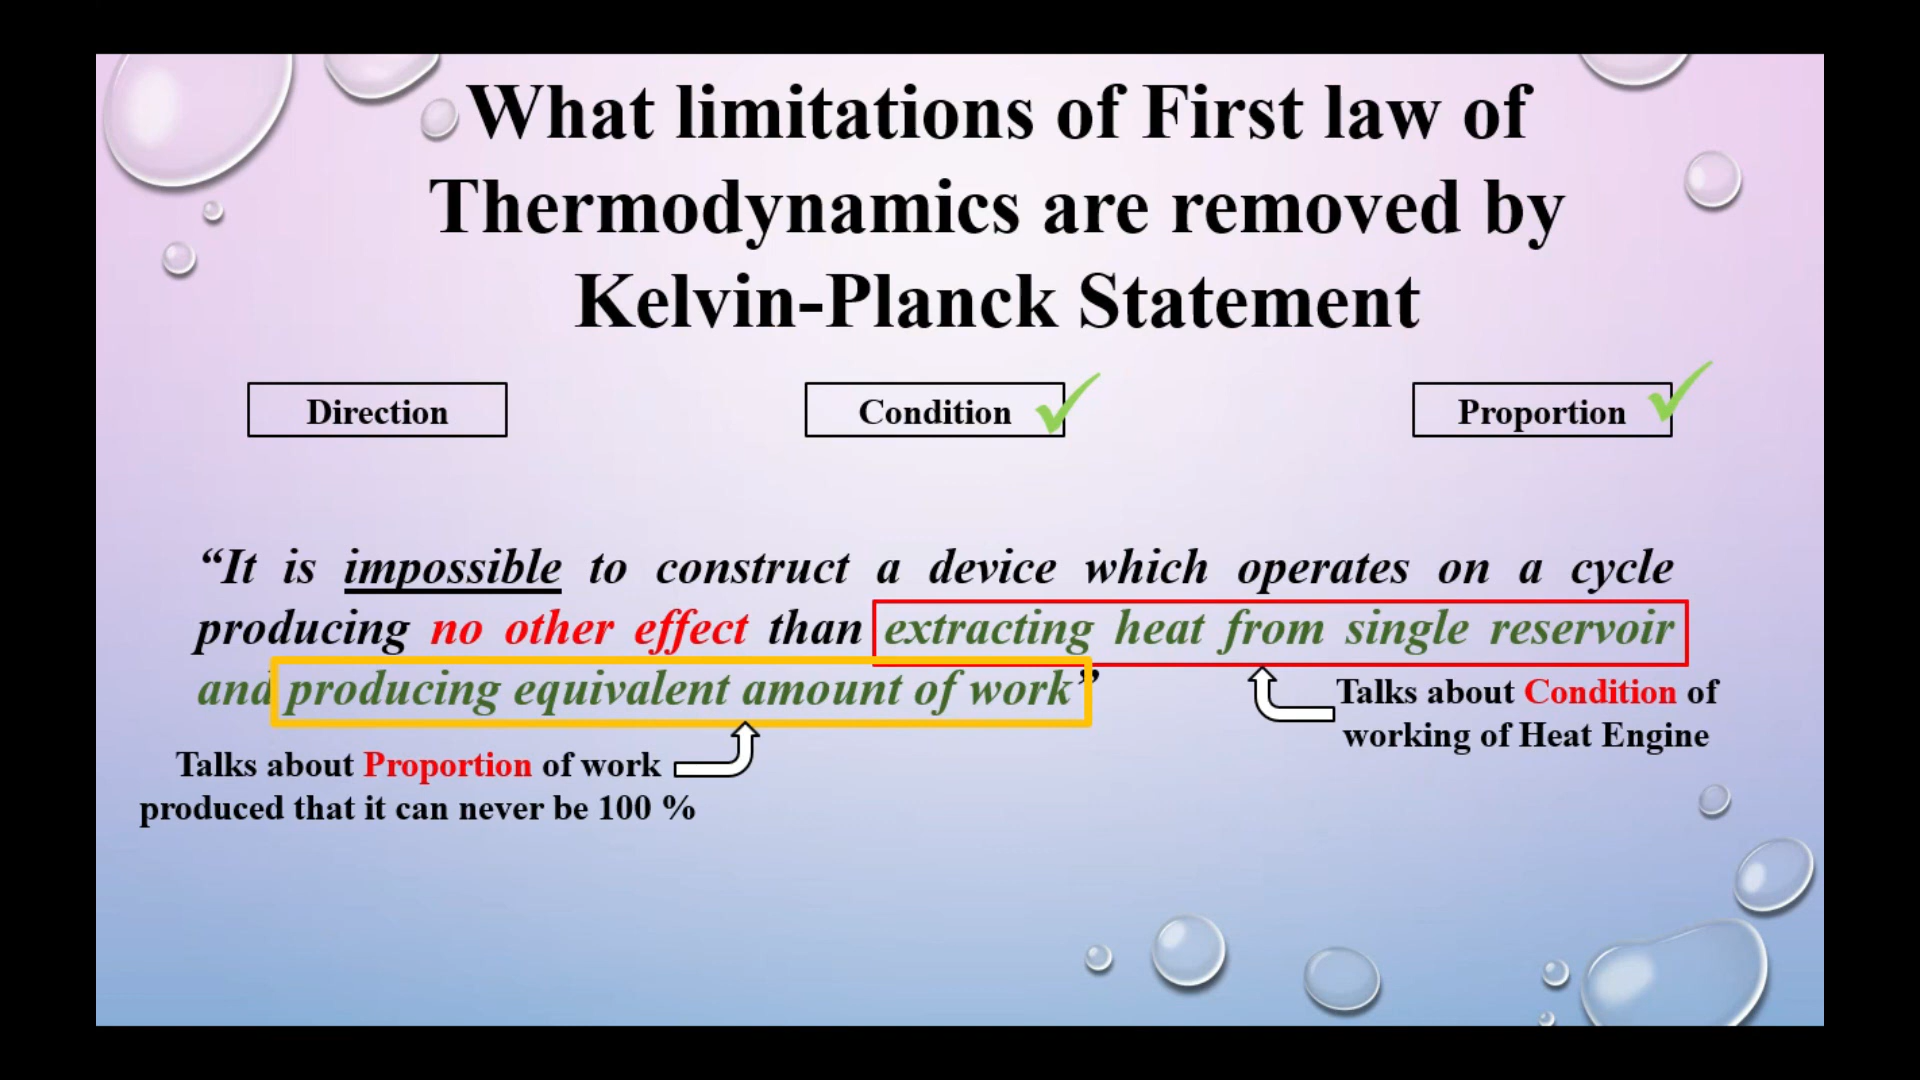 What limitations of First law of
Thermodynamics are removed by
Kelvin-Planck Statement
Direction
Condition
Proportion
“It is impossible to construct a device which operates on a cycle
producing no other effect than extracting heat from single reservoir
and producing equivalent amount of work”
Talks about Condition of
working of Heat Engine
Talks about Proportion of work
produced that it can never be 100 %